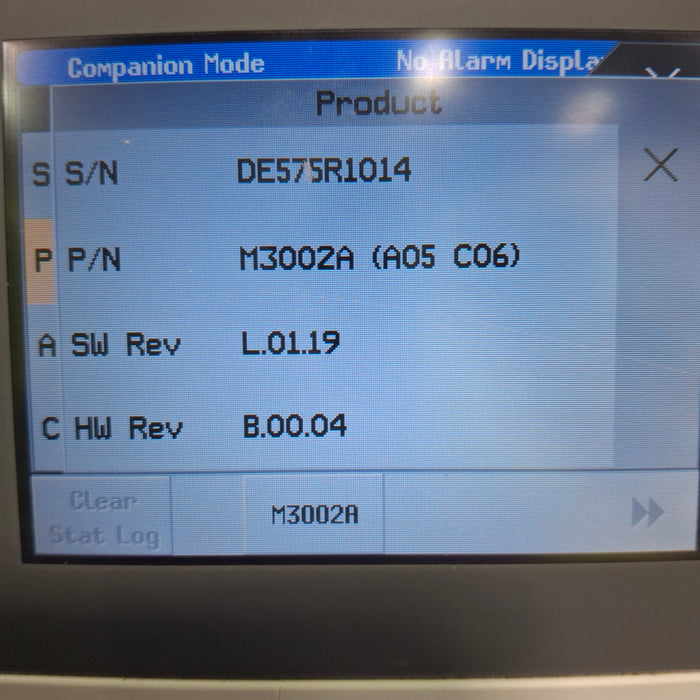 Companion Mode No Alarm Displa
Product
S S/N DE575R1014
P P/N M3002A (A05 C06)
A SW Rev L.01.19
C HW Rev B.00.04
Clear
Stat Log
M3002A